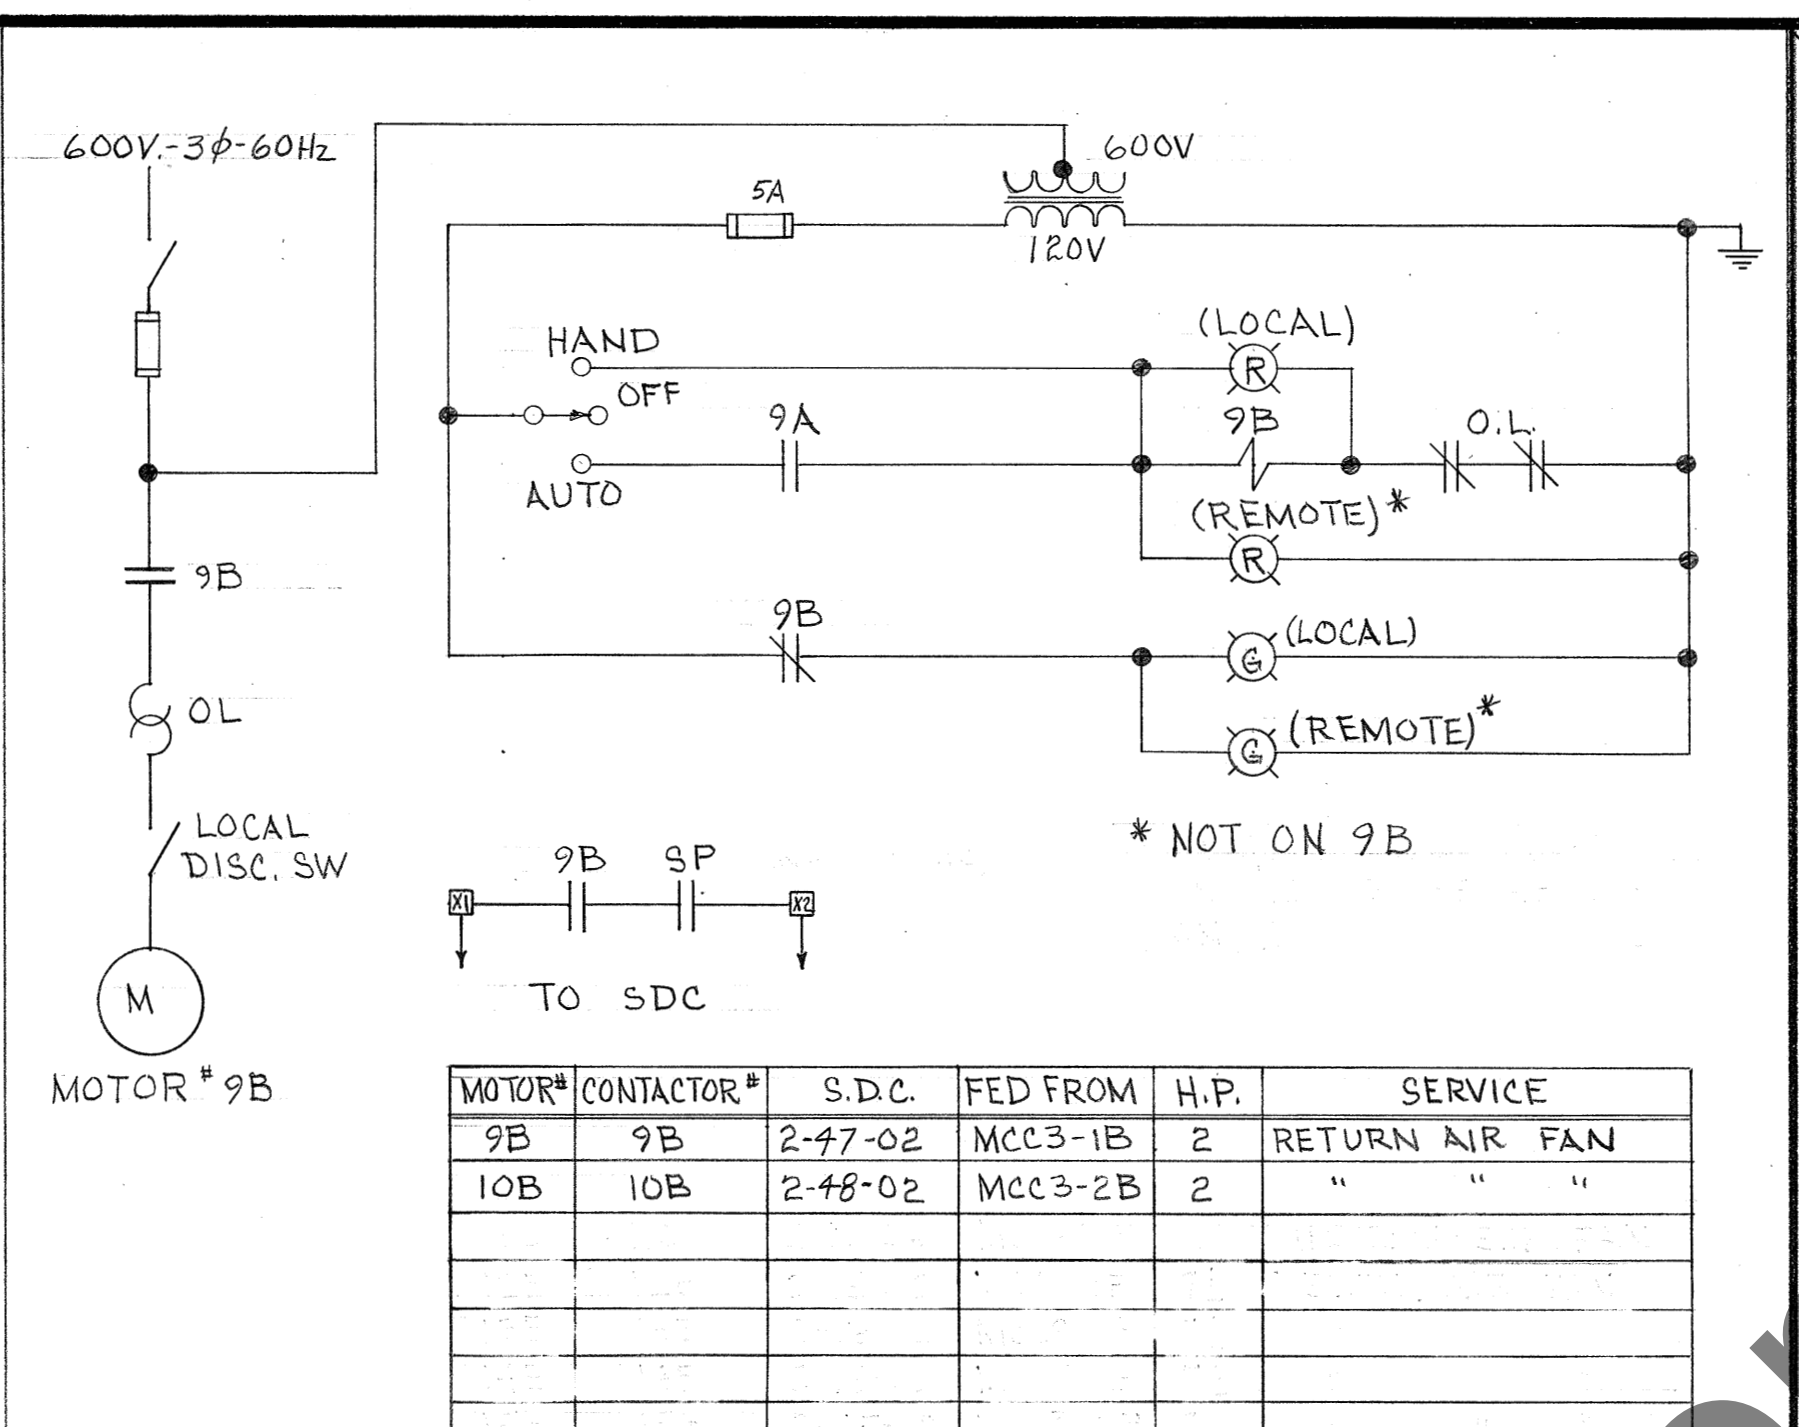 600V.-3ϕ-60Hz
600V
5A
120V
HAND
(LOCAL)
R
OFF
9A
9B
O.L.
AUTO
(REMOTE)*
R
9B
9B
(LOCAL)
G
OL
(REMOTE)*
G
LOCAL
DISC. SW
* NOT ON 9B
9B SP
X1 X2
TO SDC
M
MOTOR # 9B
MOTOR# CONTACTOR# S.D.C. FED FROM H.P. SERVICE
9B 9B 2-47-02 MCC3-1B 2 RETURN AIR FAN
10B 10B 2-48-02 MCC3-2B 2 " " "